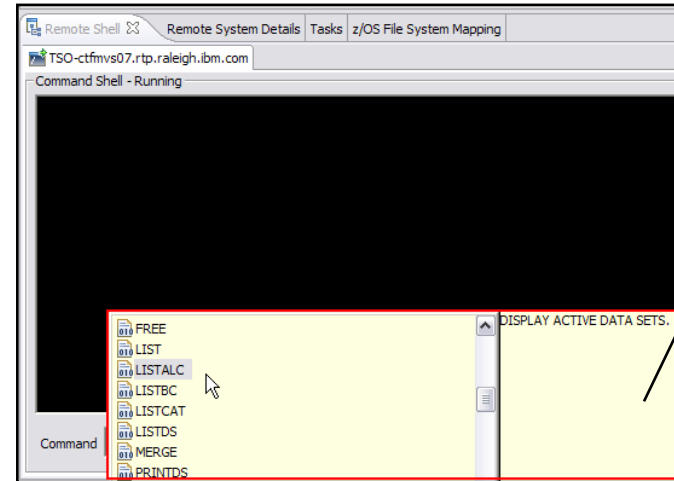 Remote Shell Remote System Details Tasks z/OS File System Mapping
TSO-ctfmvs07.rtp.raleigh.ibm.com
Command Shell - Running
FREE
DISPLAY ACTIVE DATA SETS.
LIST
LISTALC
LISTBC
LISTCAT
LISTDS
Command
MERGE
PRINTDS